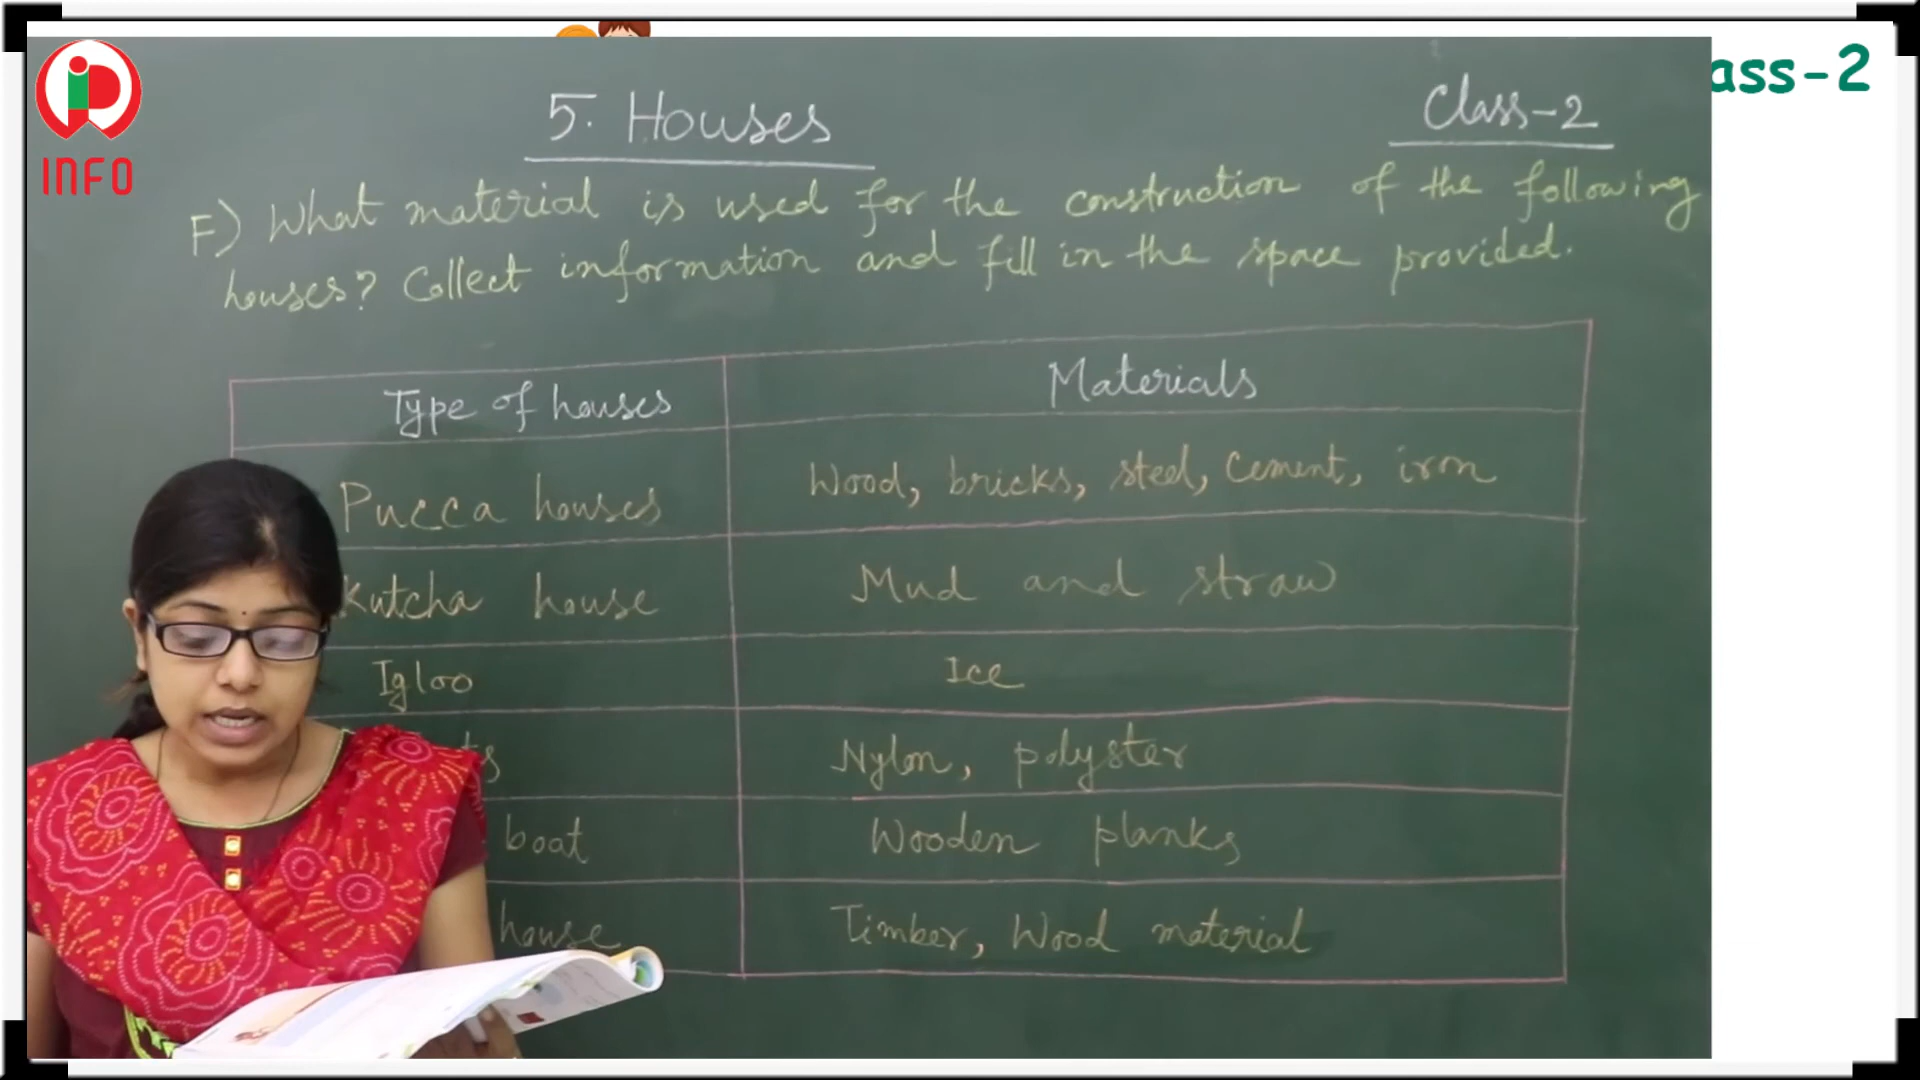 INFO
ass-2
5. Houses
Class-2
F) What material is used for the construction of the following
houses? Collect information and fill in the space provided.
Type of houses
Materials
Pucca houses
Wood, bricks, steel, Cement, iron
Kutcha house
Mud and straw
Igloo
Ice
ts
Nylon, polyster
boat
Wooden planks
house
Timber, Wood material